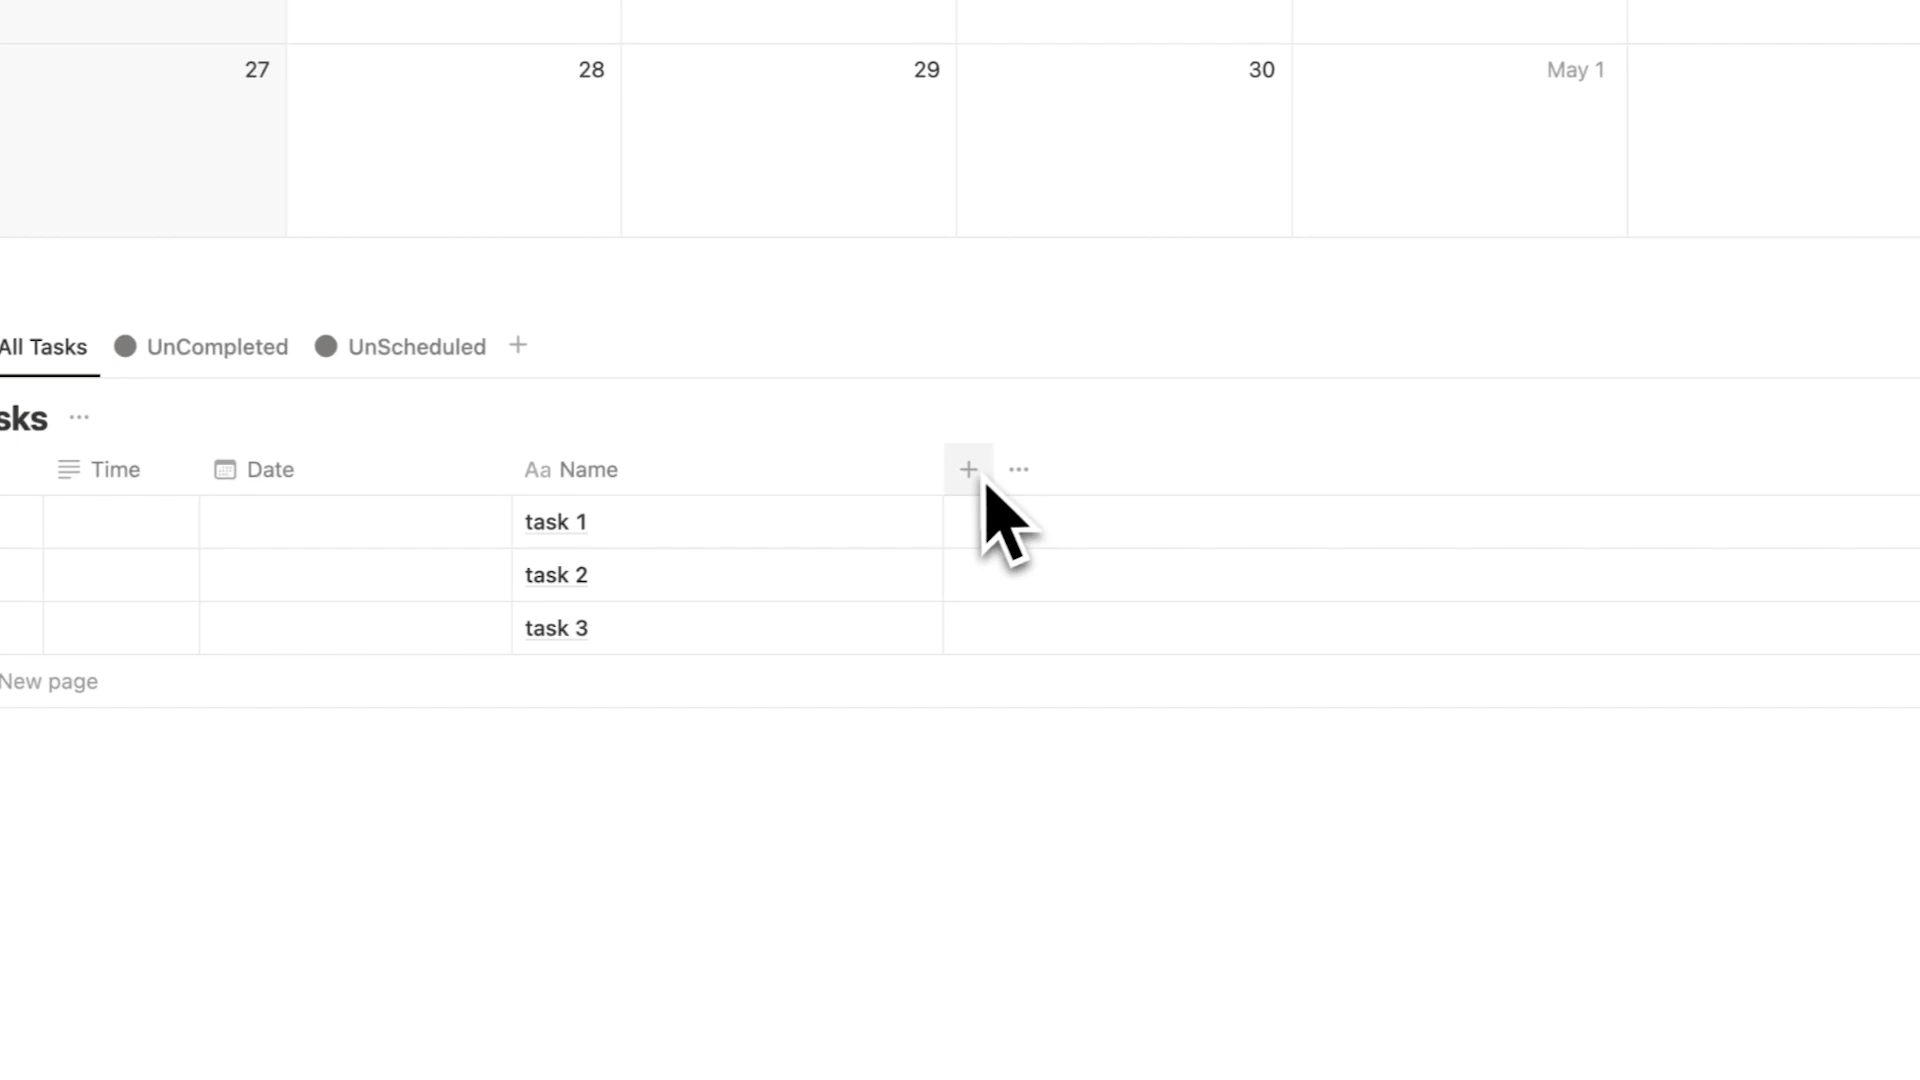 27 28 29 30 May 1
All Tasks UnCompleted UnScheduled +
sks ...
Time Date Aa Name + ...
task 1
task 2
task 3
New page